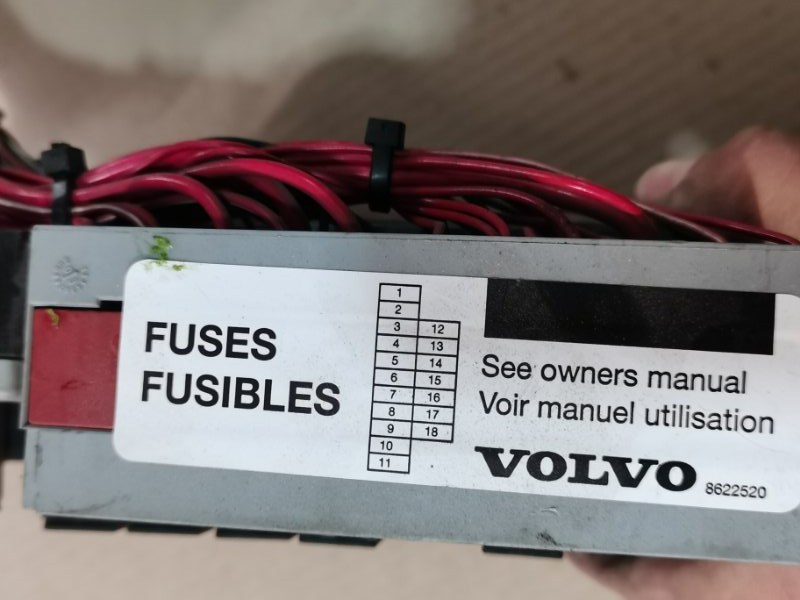 FUSES
FUSIBLES
1
2
3 12
4 13
5 14
6 15
7 16
8 17
9 18
10
11
See owners manual
Voir manuel utilisation
VOLVO 8622520